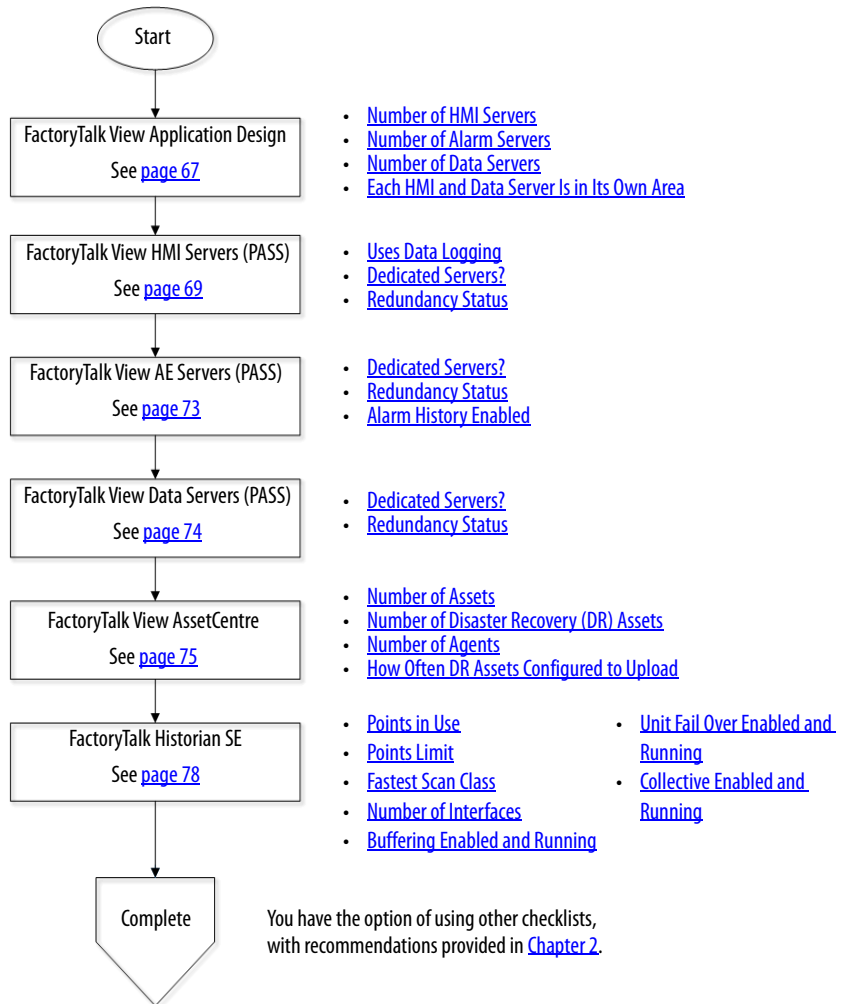 Start
FactoryTalk View Application Design
See page 67
• Number of HMI Servers
• Number of Alarm Servers
• Number of Data Servers
• Each HMI and Data Server Is in Its Own Area
FactoryTalk View HMI Servers (PASS)
See page 69
• Uses Data Logging
• Dedicated Servers?
• Redundancy Status
FactoryTalk View AE Servers (PASS)
See page 73
• Dedicated Servers?
• Redundancy Status
• Alarm History Enabled
FactoryTalk View Data Servers (PASS)
See page 74
• Dedicated Servers?
• Redundancy Status
FactoryTalk View AssetCentre
See page 75
• Number of Assets
• Number of Disaster Recovery (DR) Assets
• Number of Agents
• How Often DR Assets Configured to Upload
FactoryTalk Historian SE
See page 78
• Points in Use
• Points Limit
• Fastest Scan Class
• Number of Interfaces
• Buffering Enabled and Running
• Unit Fail Over Enabled and
Running
• Collective Enabled and
Running
Complete
You have the option of using other checklists,
with recommendations provided in Chapter 2.